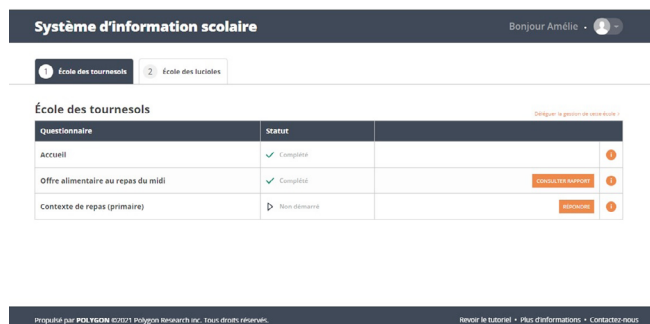 Système d'information scolaire
Bonjour Amélie
1 École des tournesols
2 École des lucioles
École des tournesols
Déléguer la gestion de cette école >
Questionnaire Statut
Accueil Complété
Offre alimentaire au repas du midi Complété CONSULTER RAPPORT
Contexte de repas (primaire) Non démarré RÉPONDRE
Propulsé par POLYGON ©2021 Polygon Research inc. Tous droits réservés.
Revoir le tutoriel • Plus d'informations • Contactez-nous